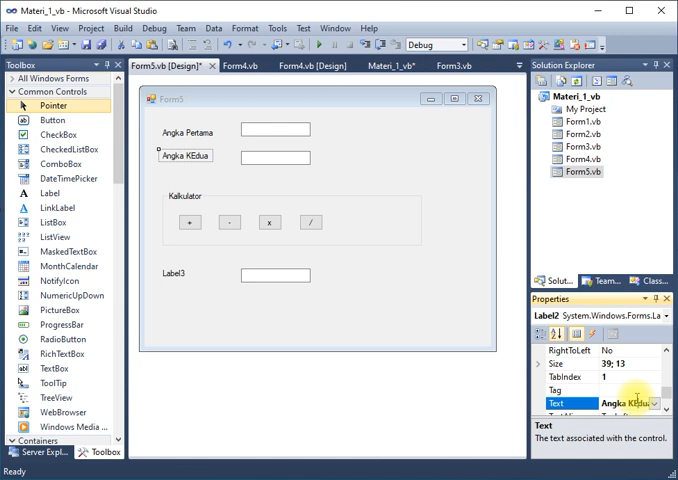 Materi_1_vb - Microsoft Visual Studio
File Edit View Project Build Debug Team Data Format Tools Test Window Help
Debug
Toolbox
All Windows Forms
Common Controls
Pointer
Button
CheckBox
CheckedListBox
ComboBox
DateTimePicker
Label
LinkLabel
ListBox
ListView
MaskedTextBox
MonthCalendar
NotifyIcon
NumericUpDown
PictureBox
ProgressBar
RadioButton
RichTextBox
TextBox
ToolTip
TreeView
WebBrowser
Windows Media ...
Containers
Server Expl... Toolbox
Form5.vb [Design]* Form4.vb Form4.vb [Design] Materi_1_vb* Form3.vb
Form5
Angka Pertama
Angka KEdua
Kalkulator
+ - x /
Label3
Solution Explorer
Materi_1_vb
My Project
Form1.vb
Form2.vb
Form3.vb
Form4.vb
Form5.vb
Solut... Team... Class...
Properties
Label2 System.Windows.Forms.La
RightToLeft No
Size 39; 13
TabIndex 1
Tag
Text Angka KEdua
Text
The text associated with the control.
Ready